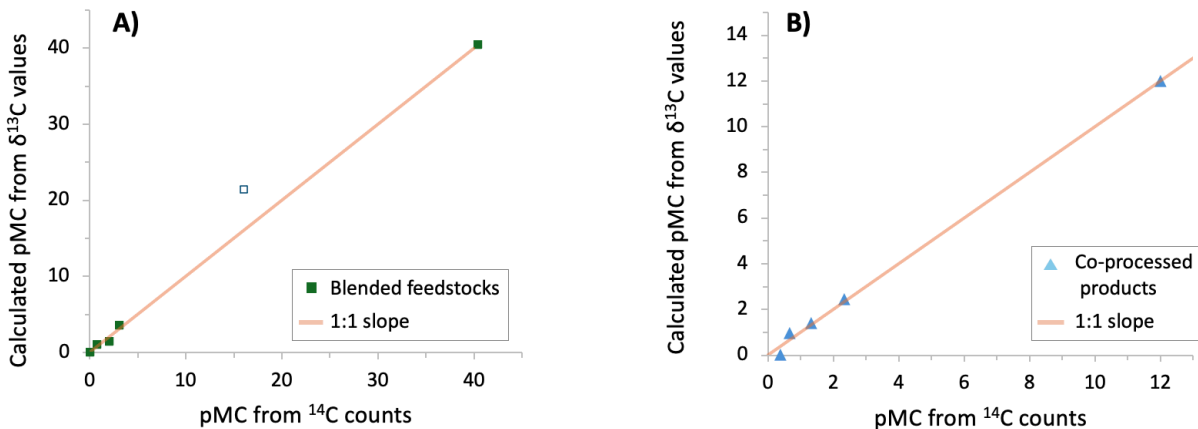 A)
Calculated pMC from δ¹³C values
40
30
20
10
0
0
10
20
30
40
pMC from ¹⁴C counts
Blended feedstocks
1:1 slope
B)
Calculated pMC from δ¹³C values
14
12
10
8
6
4
2
0
0
2
4
6
8
10
12
pMC from ¹⁴C counts
Co-processed
products
1:1 slope